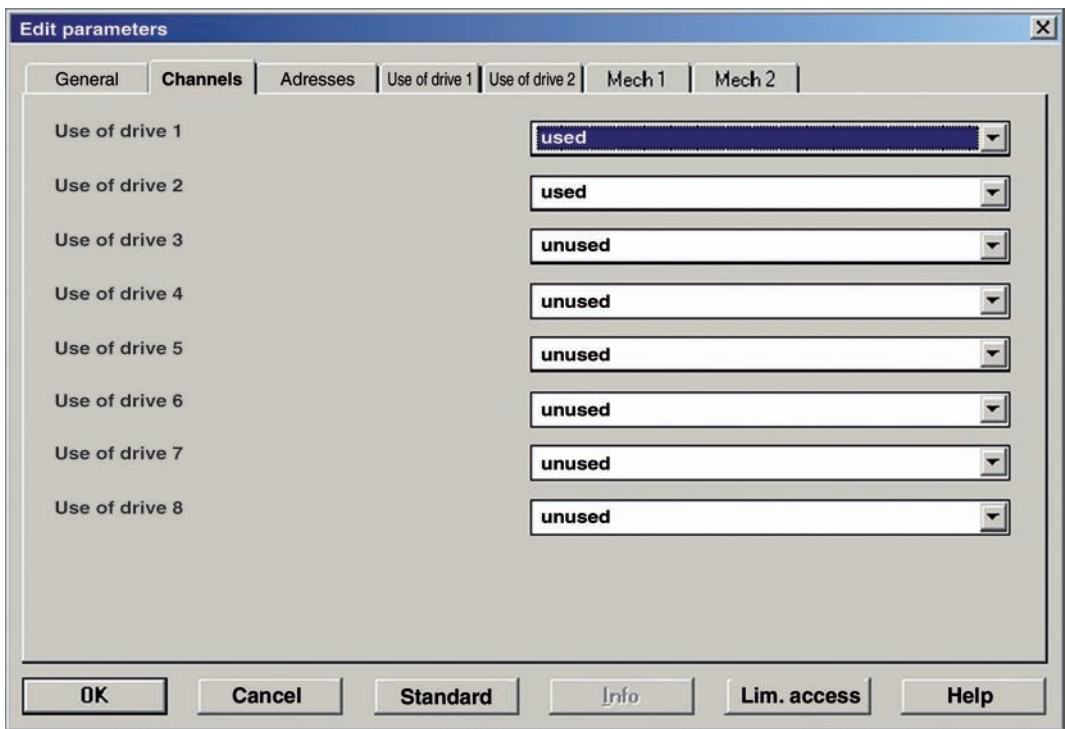 Edit parameters
General Channels Adresses Use of drive 1 Use of drive 2 Mech 1 Mech 2
Use of drive 1 used
Use of drive 2 used
Use of drive 3 unused
Use of drive 4 unused
Use of drive 5 unused
Use of drive 6 unused
Use of drive 7 unused
Use of drive 8 unused
OK Cancel Standard Info Lim. access Help